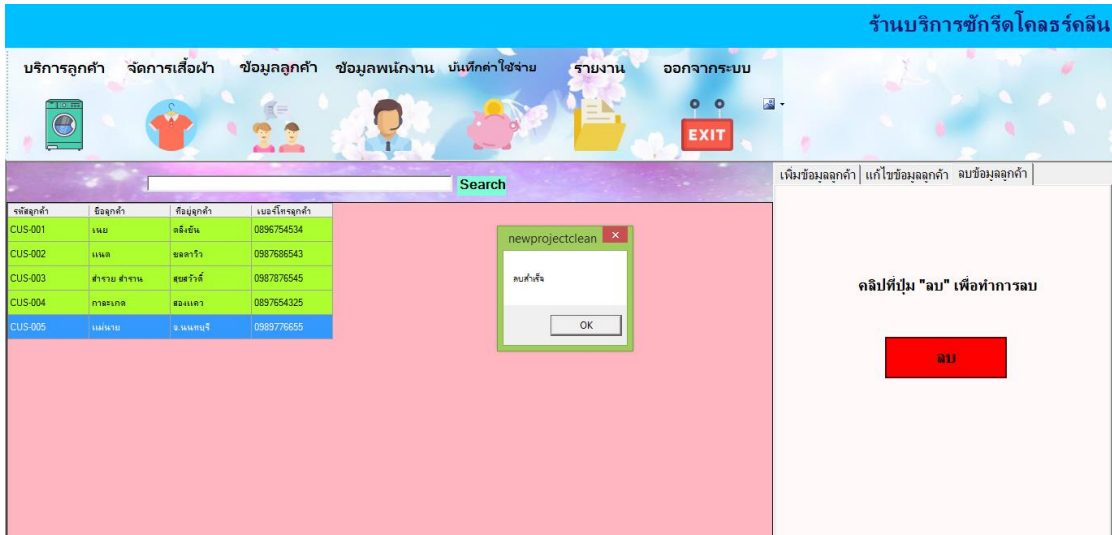 ร้านบริการซักรีดโคลธร์คลีน
บริการลูกค้า จัดการเสื้อผ้า ข้อมูลลูกค้า ข้อมูลพนักงาน บันทึกค่าใช้จ่าย รายงาน ออกจากระบบ
EXIT
Search
เพิ่มข้อมูลลูกค้า แก้ไขข้อมูลลูกค้า ลบข้อมูลลูกค้า
รหัสลูกค้า ชื่อลูกค้า ที่อยู่ลูกค้า เบอร์โทรลูกค้า
CUS-001 เนย ตลิ่งชัน 0896754534
CUS-002 แนต ขลดาวิว 0987686543
CUS-003 สำราย สำราน สุขสวัสดิ์ 0987876545
CUS-004 กาละเกด สองแคว 0897654325
CUS-005 แม่นาย จ.นนทบุรี 0989776655
newprojectclean
ลบสำเร็จ
OK
คลิปที่ปุ่ม "ลบ" เพื่อทำการลบ
ลบ